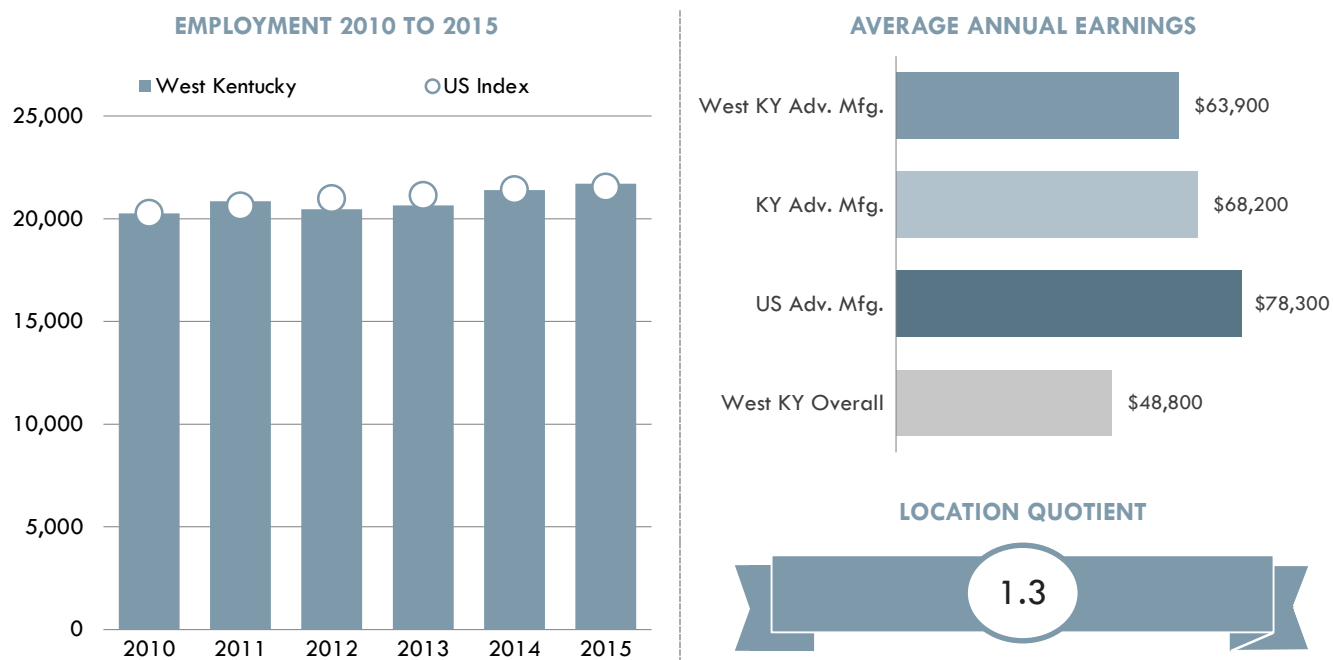 EMPLOYMENT 2010 TO 2015
West Kentucky
US Index
25,000
20,000
15,000
10,000
5,000
0
2010 2011 2012 2013 2014 2015
AVERAGE ANNUAL EARNINGS
West KY Adv. Mfg. $63,900
KY Adv. Mfg. $68,200
US Adv. Mfg. $78,300
West KY Overall $48,800
LOCATION QUOTIENT
1.3